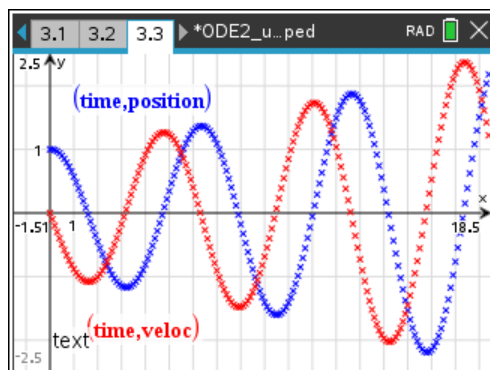 3.1 3.2 3.3 *ODE2_u...ped RAD
2.5 y
(time,position)
1
x
-1.51 1 18.5
(time,veloc)
text
-2.5